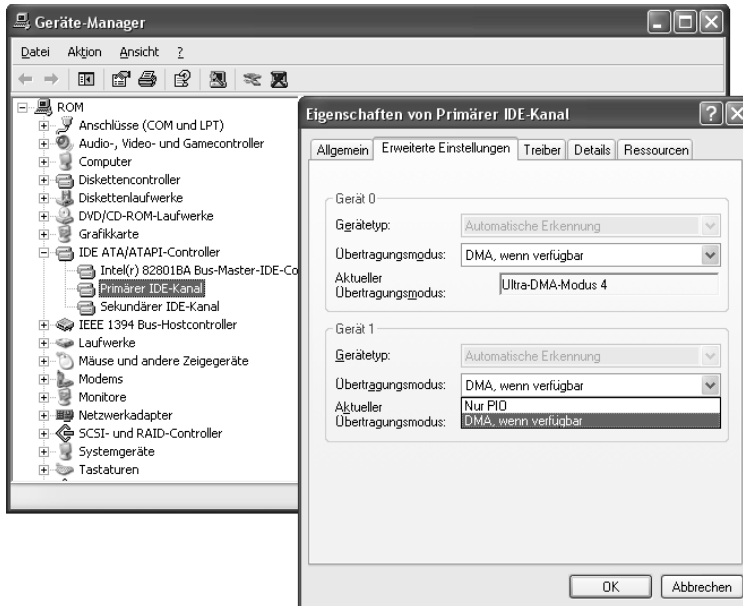 Geräte-Manager
Datei Aktion Ansicht ?
ROM
Anschlüsse (COM und LPT)
Audio-, Video- und Gamecontroller
Computer
Diskettencontroller
Diskettenlaufwerke
DVD/CD-ROM-Laufwerke
Grafikkarte
IDE ATA/ATAPI-Controller
Intel(r) 82801BA Bus-Master-IDE-Co
Primärer IDE-Kanal
Sekundärer IDE-Kanal
IEEE 1394 Bus-Hostcontroller
Laufwerke
Mäuse und andere Zeigegeräte
Modems
Monitore
Netzwerkadapter
SCSI- und RAID-Controller
Systemgeräte
Tastaturen
Eigenschaften von Primärer IDE-Kanal
Allgemein Erweiterte Einstellungen Treiber Details Ressourcen
Gerät 0
Gerätetyp: Automatische Erkennung
Übertragungsmodus: DMA, wenn verfügbar
Aktueller
Übertragungsmodus: Ultra-DMA-Modus 4
Gerät 1
Gerätetyp: Automatische Erkennung
Übertragungsmodus: DMA, wenn verfügbar
Nur PIO
DMA, wenn verfügbar
Aktueller
Übertragungsmodus:
OK Abbrechen